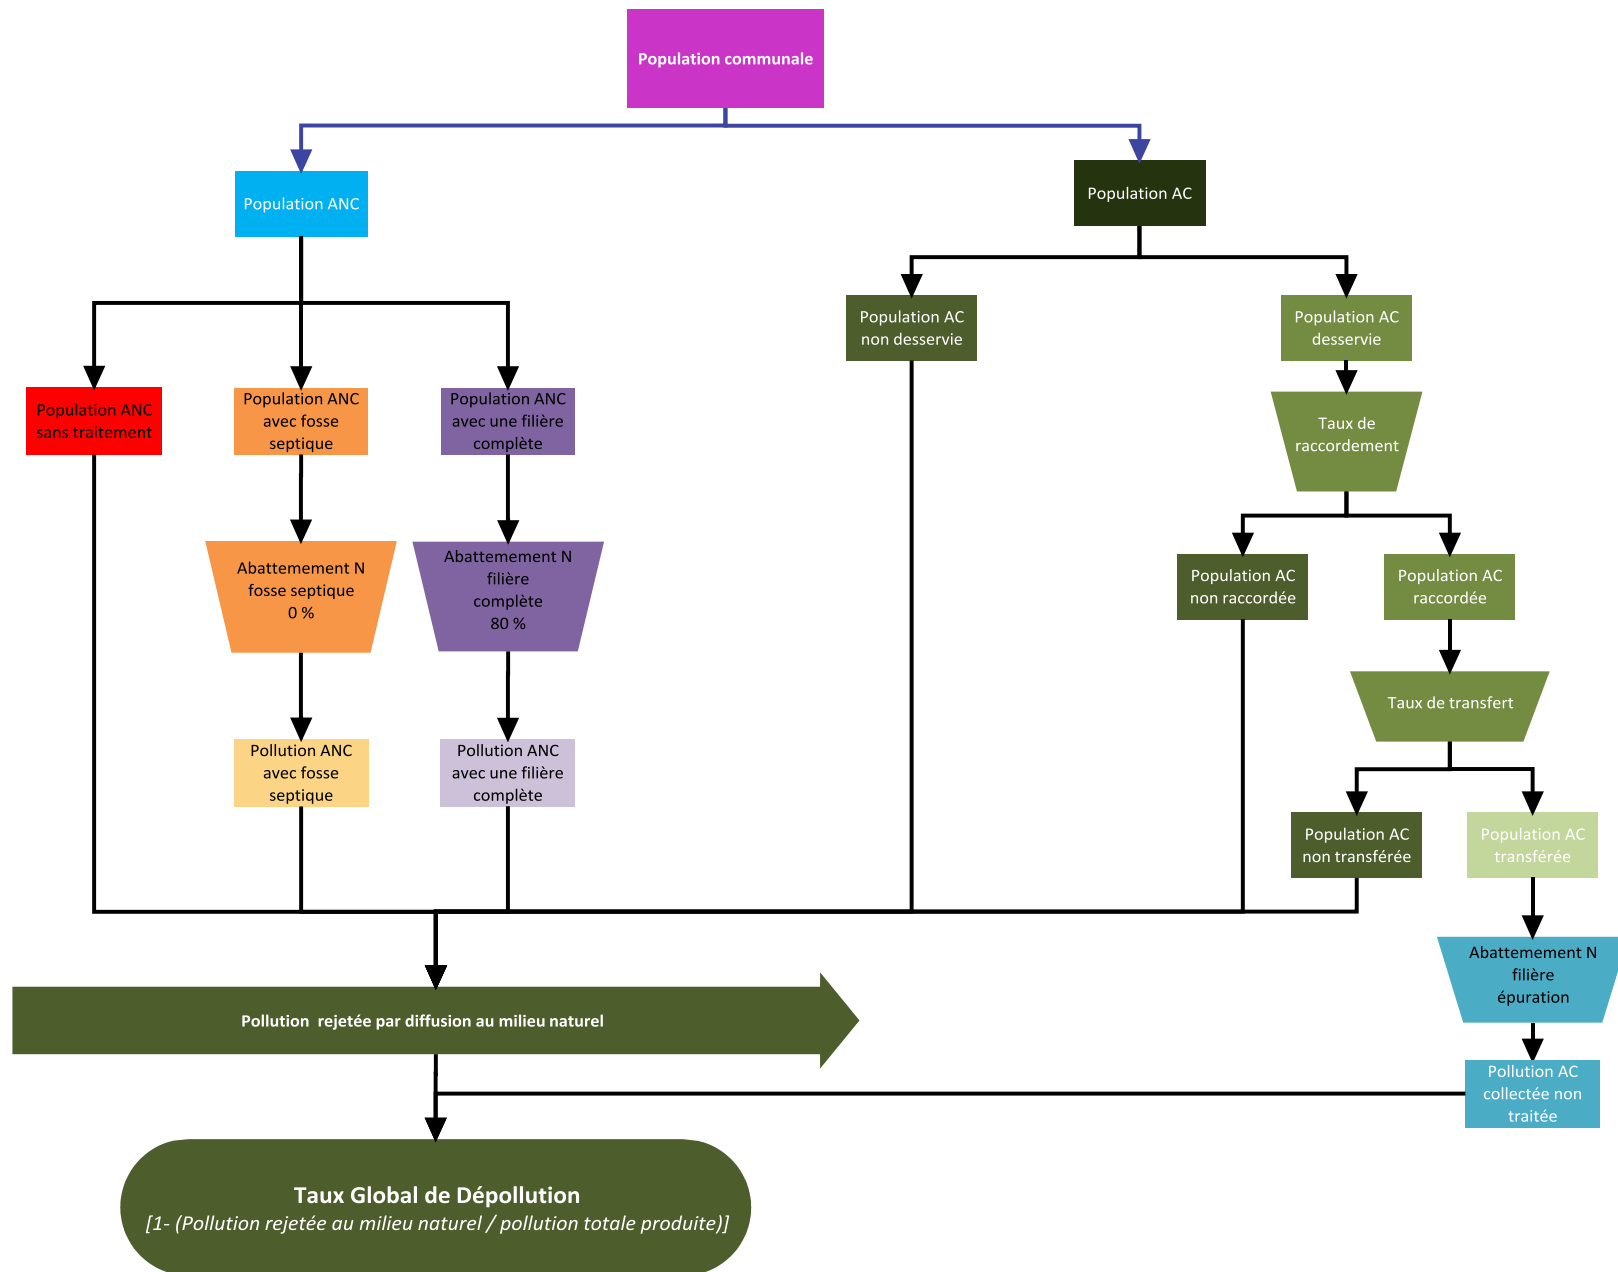 Population communale
Population ANC
Population AC
Population AC
non desservie
Population AC
desservie
Population ANC
sans traitement
Population ANC
avec fosse
septique
Population ANC
avec une filière
complète
Taux de
raccordement
Abattemement N
fosse septique
0 %
Abattemement N
filière
complète
80 %
Population AC
non raccordée
Population AC
raccordée
Taux de transfert
Pollution ANC
avec fosse
septique
Pollution ANC
avec une filière
complète
Population AC
non transférée
Population AC
transférée
Abattemement N
filière
épuration
Pollution rejetée par diffusion au milieu naturel
Pollution AC
collectée non
traitée
Taux Global de Dépollution
[1- (Pollution rejetée au milieu naturel / pollution totale produite)]